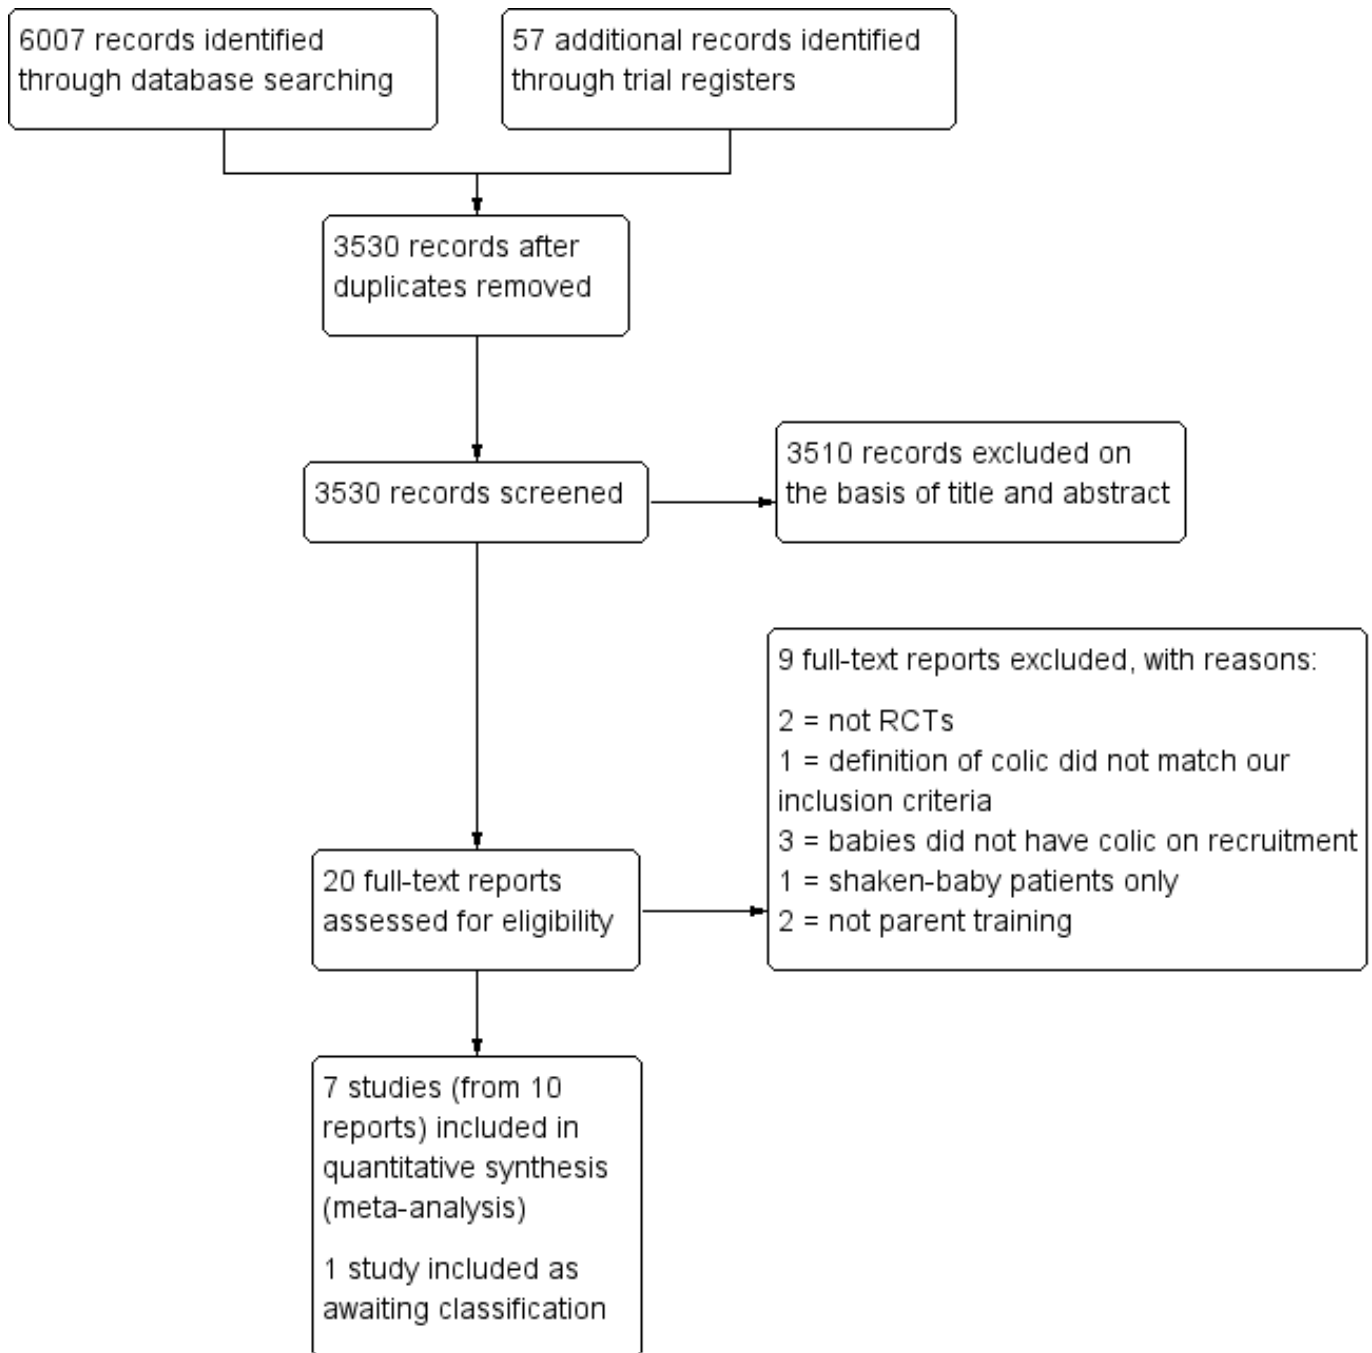 6007 records identified
through database searching
57 additional records identified
through trial registers
3530 records after
duplicates removed
3530 records screened
3510 records excluded on
the basis of title and abstract
9 full-text reports excluded, with reasons:
2 = not RCTs
1 = definition of colic did not match our
inclusion criteria
3 = babies did not have colic on recruitment
1 = shaken-baby patients only
2 = not parent training
20 full-text reports
assessed for eligibility
7 studies (from 10
reports) included in
quantitative synthesis
(meta-analysis)
1 study included as
awaiting classification